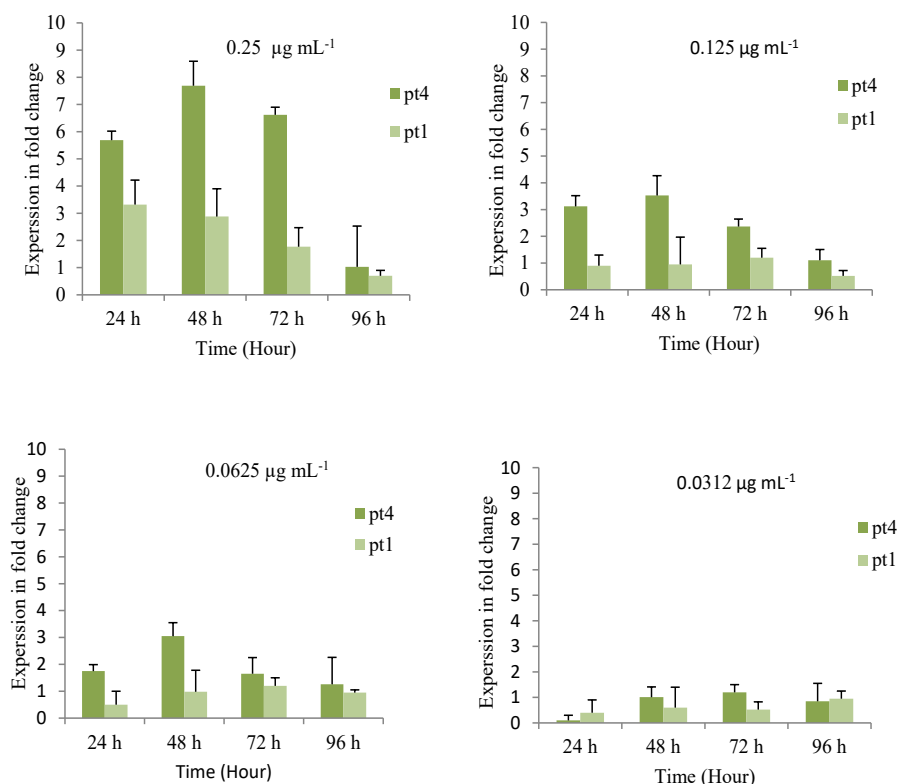 0.25 µg mL-1
Experssion in fold change
10
9
8
7
6
5
4
3
2
1
0
pt4
pt1
24 h 48 h 72 h 96 h
Time (Hour)
0.125 µg mL-1
Experssion in fold change
10
9
8
7
6
5
4
3
2
1
0
pt4
pt1
24 h 48 h 72 h 96 h
Time (Hour)
0.0625 µg mL-1
Experssion in fold change
10
9
8
7
6
5
4
3
2
1
0
pt4
pt1
24 h 48 h 72 h 96 h
Time (Hour)
0.0312 µg mL-1
Experssion in fold change
10
9
8
7
6
5
4
3
2
1
0
pt4
pt1
24 h 48 h 72 h 96 h
Time (Hour)